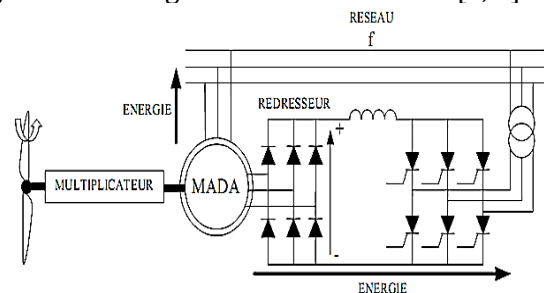 RESEAU
f
ENERGIE
REDRESSEUR
+
MULTIPLICATEUR
MADA
-
ENERGIE